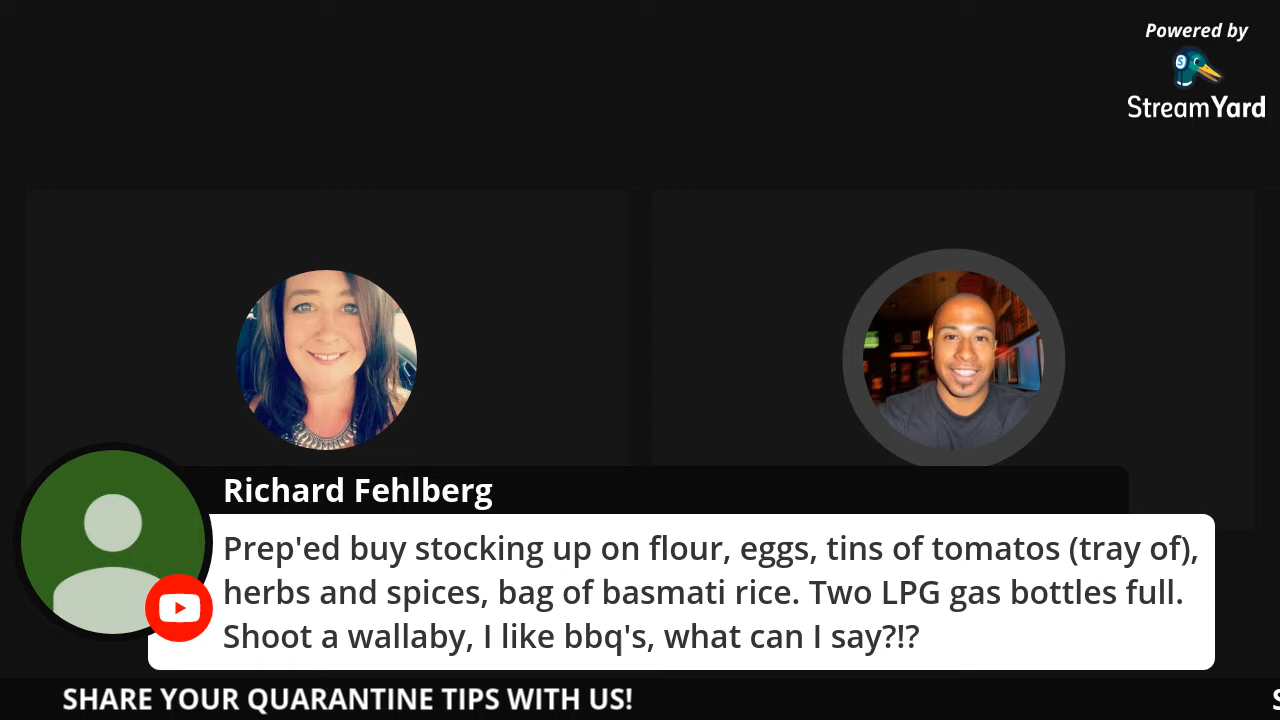 Powered by
StreamYard
Richard Fehlberg
Prep'ed buy stocking up on flour, eggs, tins of tomatos (tray of),
herbs and spices, bag of basmati rice. Two LPG gas bottles full.
Shoot a wallaby, I like bbq's, what can I say?!?
SHARE YOUR QUARANTINE TIPS WITH US!